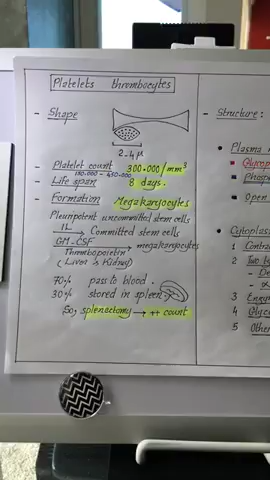 Platelets thrombocytes
- Shape
2-4 μ
- Platelet count 300.000/mm³
150.000 - 450.000
- Life span 8 days.
- Formation Megakaryocytes
Pleuripotent uncommitted stem cells
IL → Committed stem cells
GM-CSF → megakaryocytes
Thrombopoietin
(Liver & Kidney)
70% pass to blood.
30% stored in spleen
So, splenectomy → ++ count
- Structure:
• Plasma
• Open
• Cytoplas
1 Contra
2 Two t
- De
- α
3 Enzy
4 Glyco
5 Other